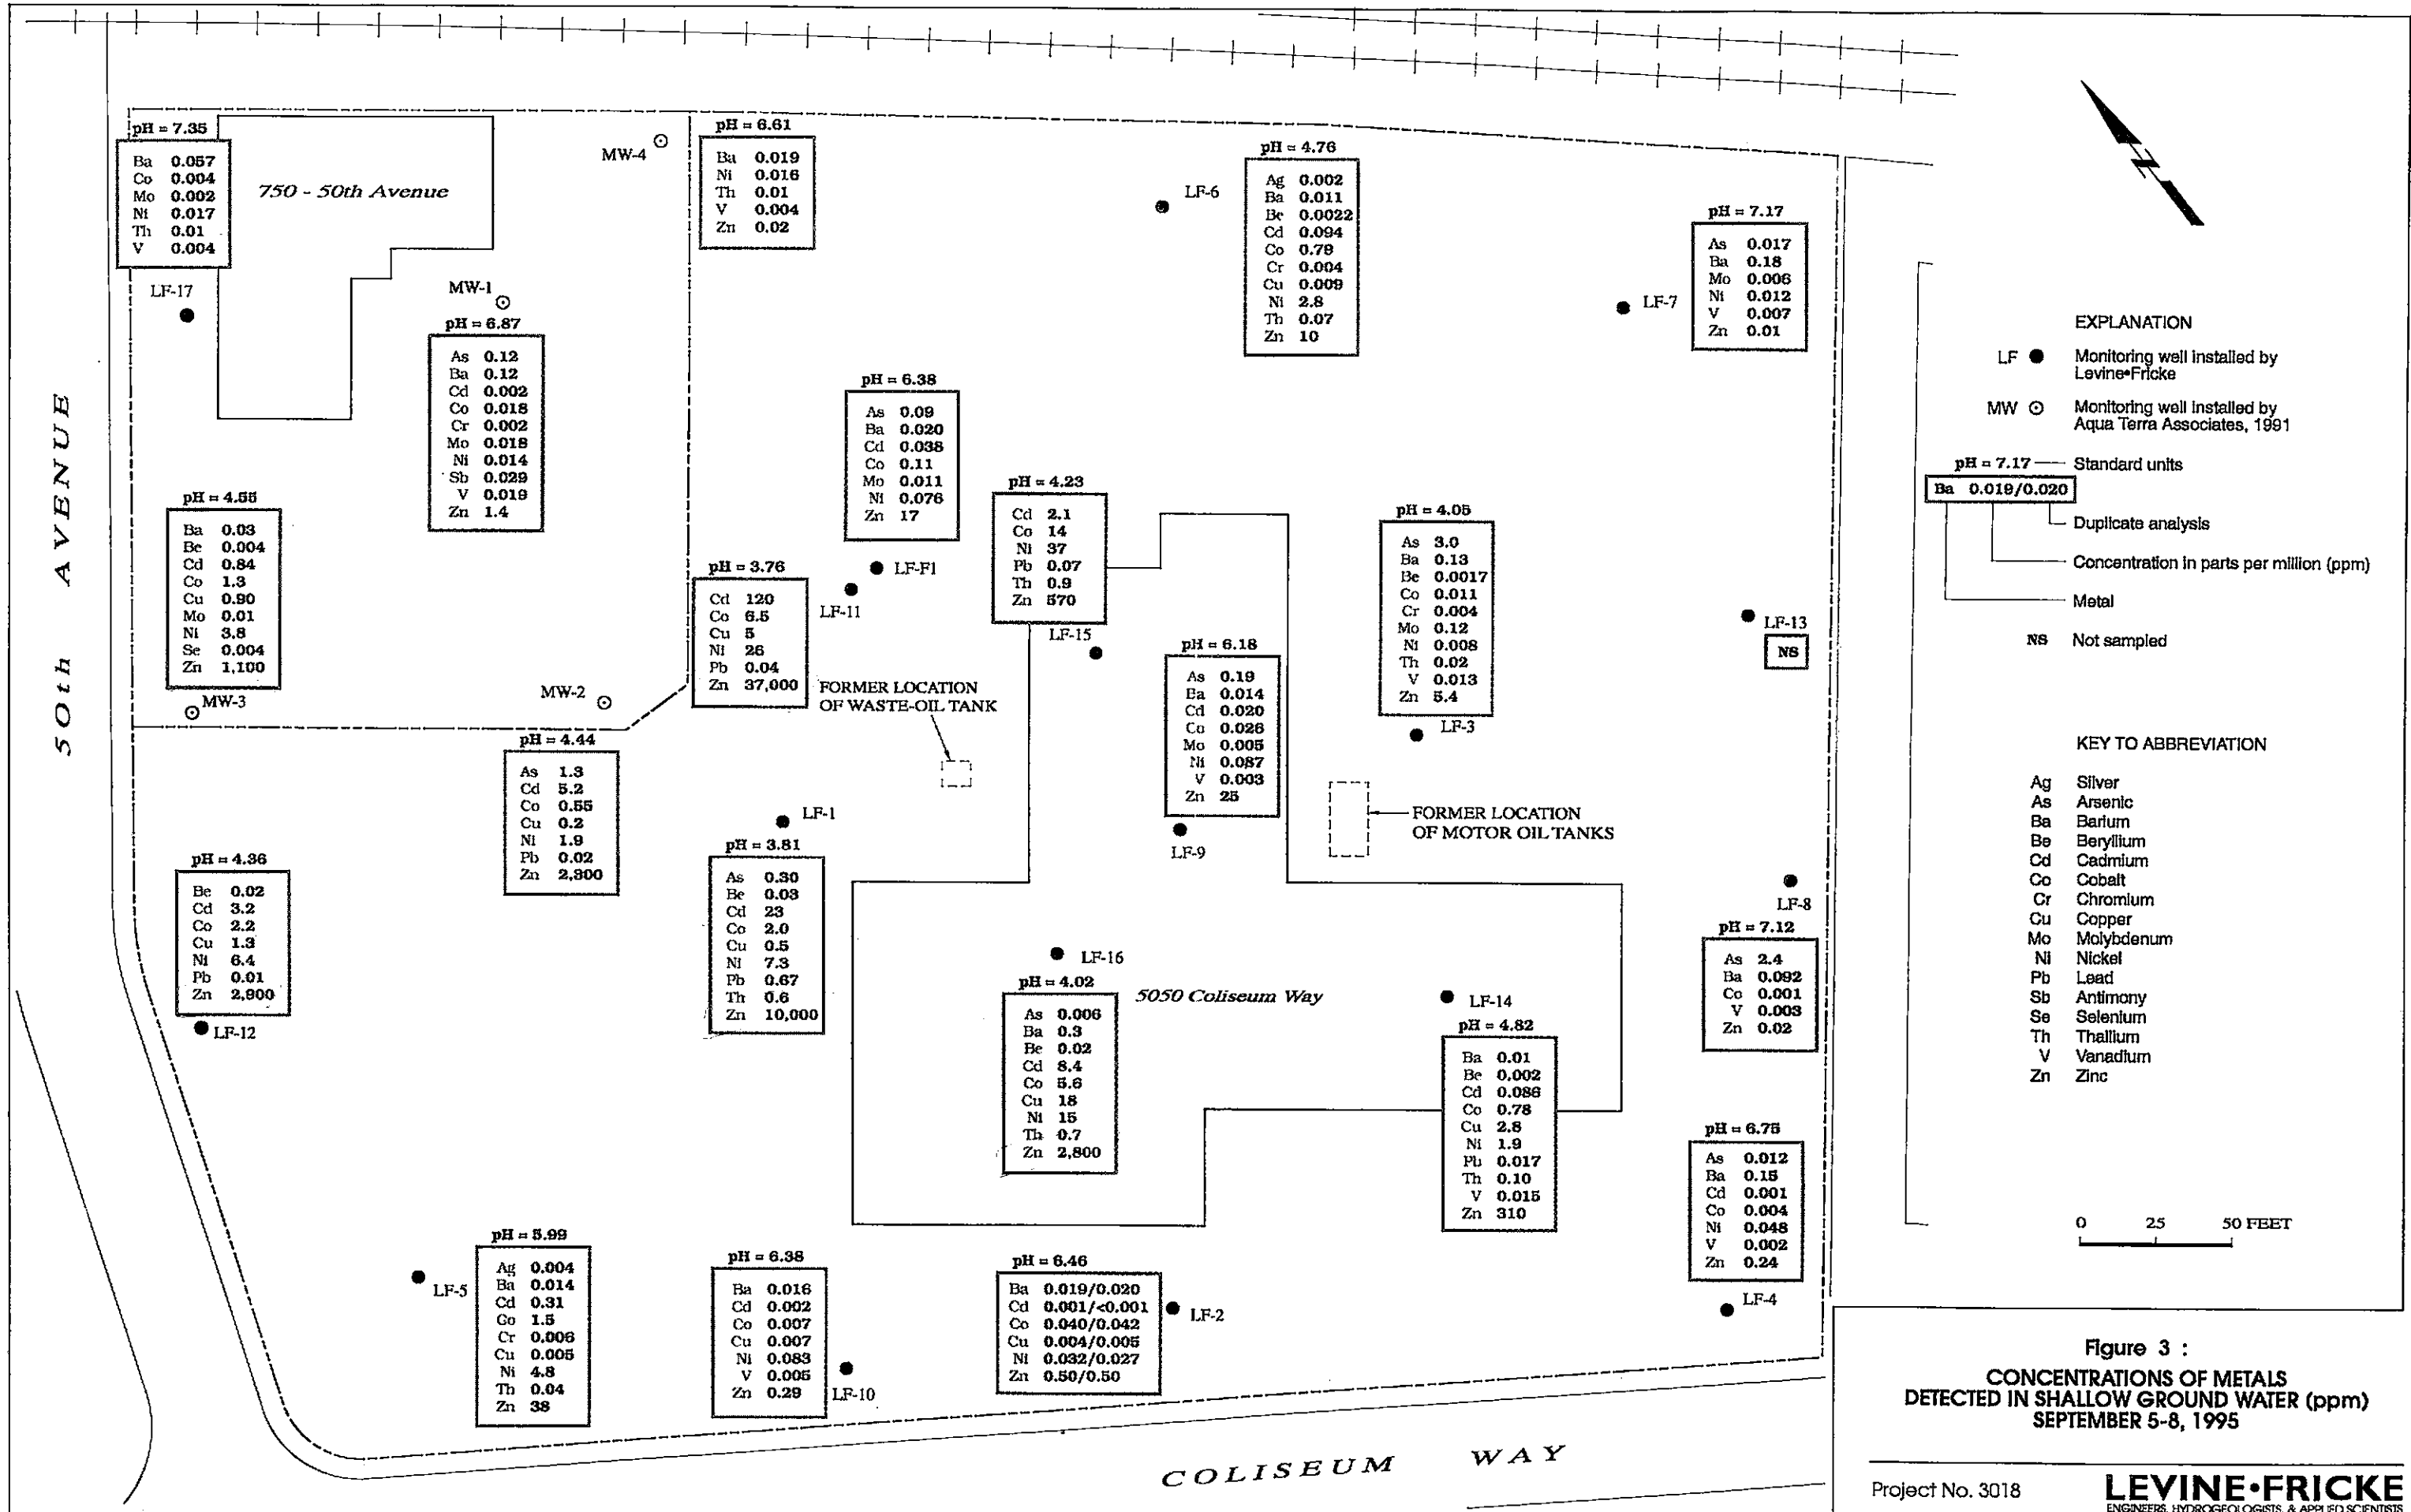 pH = 7.35
Ba 0.057
Co 0.004
Mo 0.002
Ni 0.017
Th 0.01
V 0.004
LF-17
750 - 50th Avenue
MW-4
pH = 6.61
Ba 0.019
Ni 0.016
Th 0.01
V 0.004
Zn 0.02
MW-1
pH = 6.87
As 0.12
Ba 0.12
Cd 0.002
Co 0.018
Cr 0.002
Mo 0.018
Ni 0.014
Sb 0.029
V 0.019
Zn 1.4
LF-6
pH = 4.76
Ag 0.002
Ba 0.011
Be 0.0022
Cd 0.094
Co 0.78
Cr 0.004
Cu 0.009
Ni 2.8
Th 0.07
Zn 10
LF-7
pH = 7.17
As 0.017
Ba 0.18
Mo 0.006
Ni 0.012
V 0.007
Zn 0.01
pH = 6.38
As 0.09
Ba 0.020
Cd 0.038
Co 0.11
Mo 0.011
Ni 0.076
Zn 17
LF-F1
LF-11
pH = 4.55
Ba 0.03
Be 0.004
Cd 0.84
Co 1.3
Cu 0.90
Mo 0.01
Ni 3.8
Se 0.004
Zn 1,100
MW-3
MW-2
pH = 3.76
Cd 120
Co 6.5
Cu 5
Ni 26
Pb 0.04
Zn 37,000
pH = 4.23
Cd 2.1
Co 14
Ni 37
Pb 0.07
Th 0.9
Zn 570
LF-15
pH = 4.05
As 3.0
Ba 0.13
Be 0.0017
Co 0.011
Cr 0.004
Mo 0.12
Ni 0.008
Th 0.02
V 0.013
Zn 5.4
LF-3
LF-13
NS
pH = 6.18
As 0.19
Ba 0.014
Cd 0.020
Co 0.026
Mo 0.005
Ni 0.087
V 0.003
Zn 25
LF-9
FORMER LOCATION
OF WASTE-OIL TANK
FORMER LOCATION
OF MOTOR OIL TANKS
pH = 4.44
As 1.3
Cd 5.2
Co 0.55
Cu 0.2
Ni 1.9
Pb 0.02
Zn 2,300
LF-1
pH = 3.81
As 0.30
Be 0.03
Cd 23
Co 2.0
Cu 0.5
Ni 7.3
Pb 0.67
Th 0.6
Zn 10,000
pH = 4.36
Be 0.02
Cd 3.2
Co 2.2
Cu 1.3
Ni 6.4
Pb 0.01
Zn 2,900
LF-12
LF-16
pH = 4.02
As 0.006
Ba 0.3
Be 0.02
Cd 8.4
Co 5.6
Cu 18
Ni 15
Th 0.7
Zn 2,800
5050 Coliseum Way
LF-14
pH = 4.82
Ba 0.01
Be 0.002
Cd 0.086
Co 0.78
Cu 2.8
Ni 1.9
Pb 0.017
Th 0.10
V 0.015
Zn 310
LF-8
pH = 7.12
As 2.4
Ba 0.092
Co 0.001
V 0.003
Zn 0.02
pH = 6.75
As 0.012
Ba 0.15
Cd 0.001
Co 0.004
Ni 0.048
V 0.002
Zn 0.24
LF-4
LF-5
pH = 5.99
Ag 0.004
Ba 0.014
Cd 0.31
Go 1.5
Cr 0.006
Cu 0.005
Ni 4.8
Th 0.04
Zn 38
pH = 6.38
Ba 0.016
Cd 0.002
Co 0.007
Cu 0.007
Ni 0.083
V 0.005
Zn 0.29
LF-10
pH = 6.46
Ba 0.019/0.020
Cd 0.001/<0.001
Co 0.040/0.042
Cu 0.004/0.005
Ni 0.032/0.027
Zn 0.50/0.50
LF-2
50th AVENUE
COLISEUM WAY
EXPLANATION
LF Monitoring well installed by
Levine•Fricke
MW Monitoring well installed by
Aqua Terra Associates, 1991
pH = 7.17 Standard units
Ba 0.019/0.020
Duplicate analysis
Concentration in parts per million (ppm)
Metal
NS Not sampled
KEY TO ABBREVIATION
Ag Silver
As Arsenic
Ba Barium
Be Beryllium
Cd Cadmium
Co Cobalt
Cr Chromium
Cu Copper
Mo Molybdenum
Ni Nickel
Pb Lead
Sb Antimony
Se Selenium
Th Thallium
V Vanadium
Zn Zinc
0 25 50 FEET
Figure 3 :
CONCENTRATIONS OF METALS
DETECTED IN SHALLOW GROUND WATER (ppm)
SEPTEMBER 5-8, 1995
Project No. 3018
LEVINE•FRICKE
ENGINEERS, HYDROGEOLOGISTS, & APPLIED SCIENTISTS